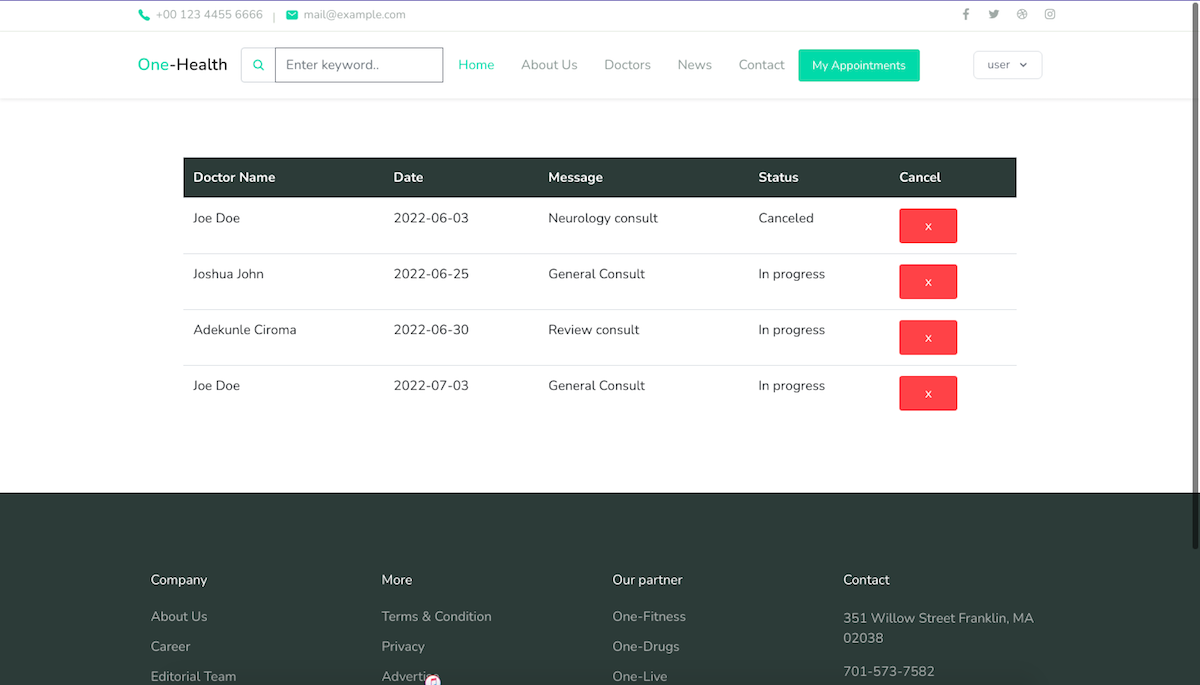 +00 123 4455 6666 | mail@example.com
One-Health Enter keyword.. Home About Us Doctors News Contact My Appointments user
Doctor Name Date Message Status Cancel
Joe Doe 2022-06-03 Neurology consult Canceled x
Joshua John 2022-06-25 General Consult In progress x
Adekunle Ciroma 2022-06-30 Review consult In progress x
Joe Doe 2022-07-03 General Consult In progress x
Company More Our partner Contact
About Us Terms & Condition One-Fitness 351 Willow Street Franklin, MA
02038
Career Privacy One-Drugs
Editorial Team Advertise One-Live 701-573-7582